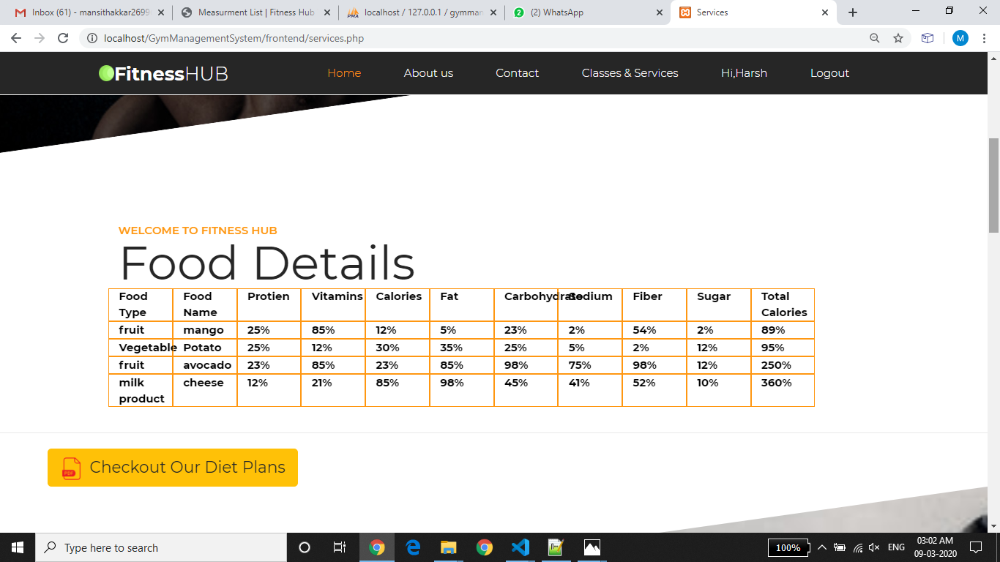 Inbox (61) - mansithakkar2699
Measurment List | Fitness Hub
localhost / 127.0.0.1 / gymman
(2) WhatsApp
Services
localhost/GymManagementSystem/frontend/services.php
M
FitnessHUB
Home
About us
Contact
Classes & Services
Hi,Harsh
Logout
WELCOME TO FITNESS HUB
Food Details
Food Type Food Name Protien Vitamins Calories Fat Carbohydrate Sodium Fiber Sugar Total Calories
fruit mango 25% 85% 12% 5% 23% 2% 54% 2% 89%
Vegetable Potato 25% 12% 30% 35% 25% 5% 2% 12% 95%
fruit avocado 23% 85% 23% 85% 98% 75% 98% 12% 250%
milk product cheese 12% 21% 85% 98% 45% 41% 52% 10% 360%
PDF Checkout Our Diet Plans
Type here to search
100%
ENG
03:02 AM
09-03-2020